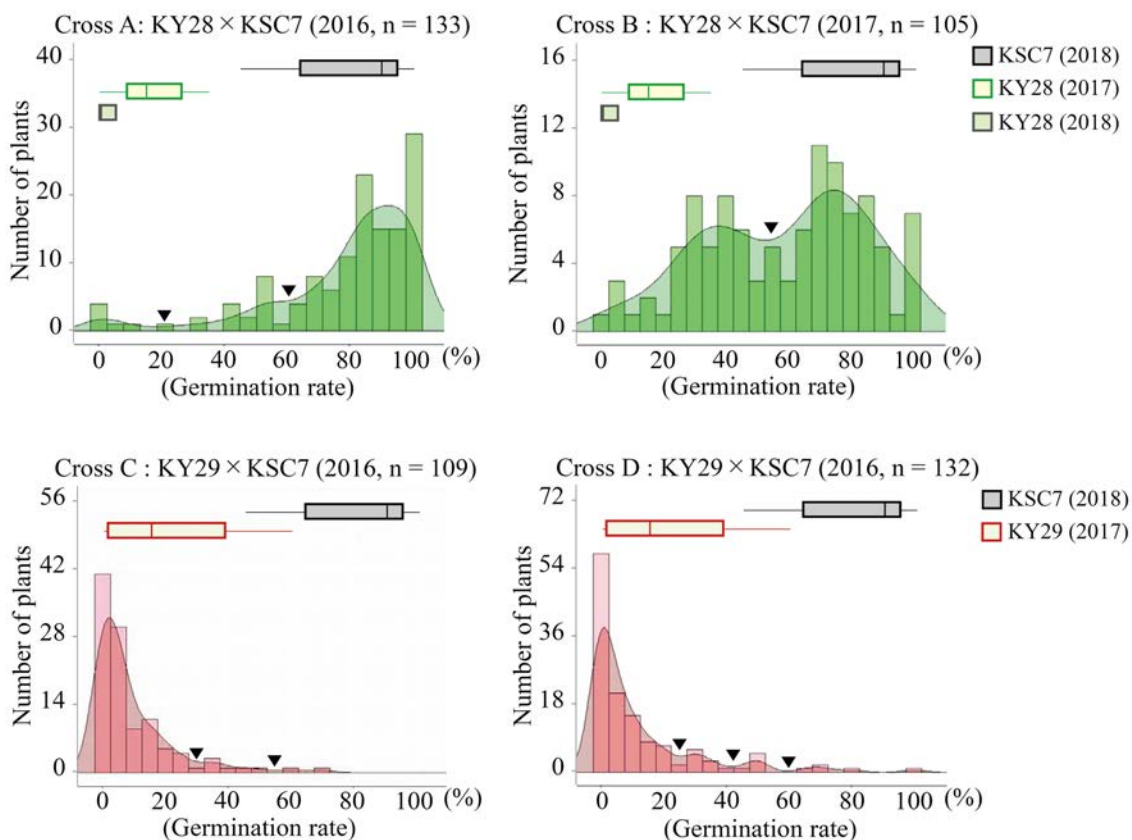 Cross A: KY28 × KSC7 (2016, n = 133)
Cross B : KY28 × KSC7 (2017, n = 105)
Number of plants
40
30
20
10
0
0
20
40
60
80
100
(%)
(Germination rate)
Number of plants
16
12
8
4
0
0
20
40
60
80
100
(%)
(Germination rate)
KSC7 (2018)
KY28 (2017)
KY28 (2018)
Cross C : KY29 × KSC7 (2016, n = 109)
Cross D : KY29 × KSC7 (2016, n = 132)
Number of plants
56
42
28
14
0
0
20
40
60
80
100
(%)
(Germination rate)
Number of plants
72
54
36
18
0
0
20
40
60
80
100
(%)
(Germination rate)
KSC7 (2018)
KY29 (2017)